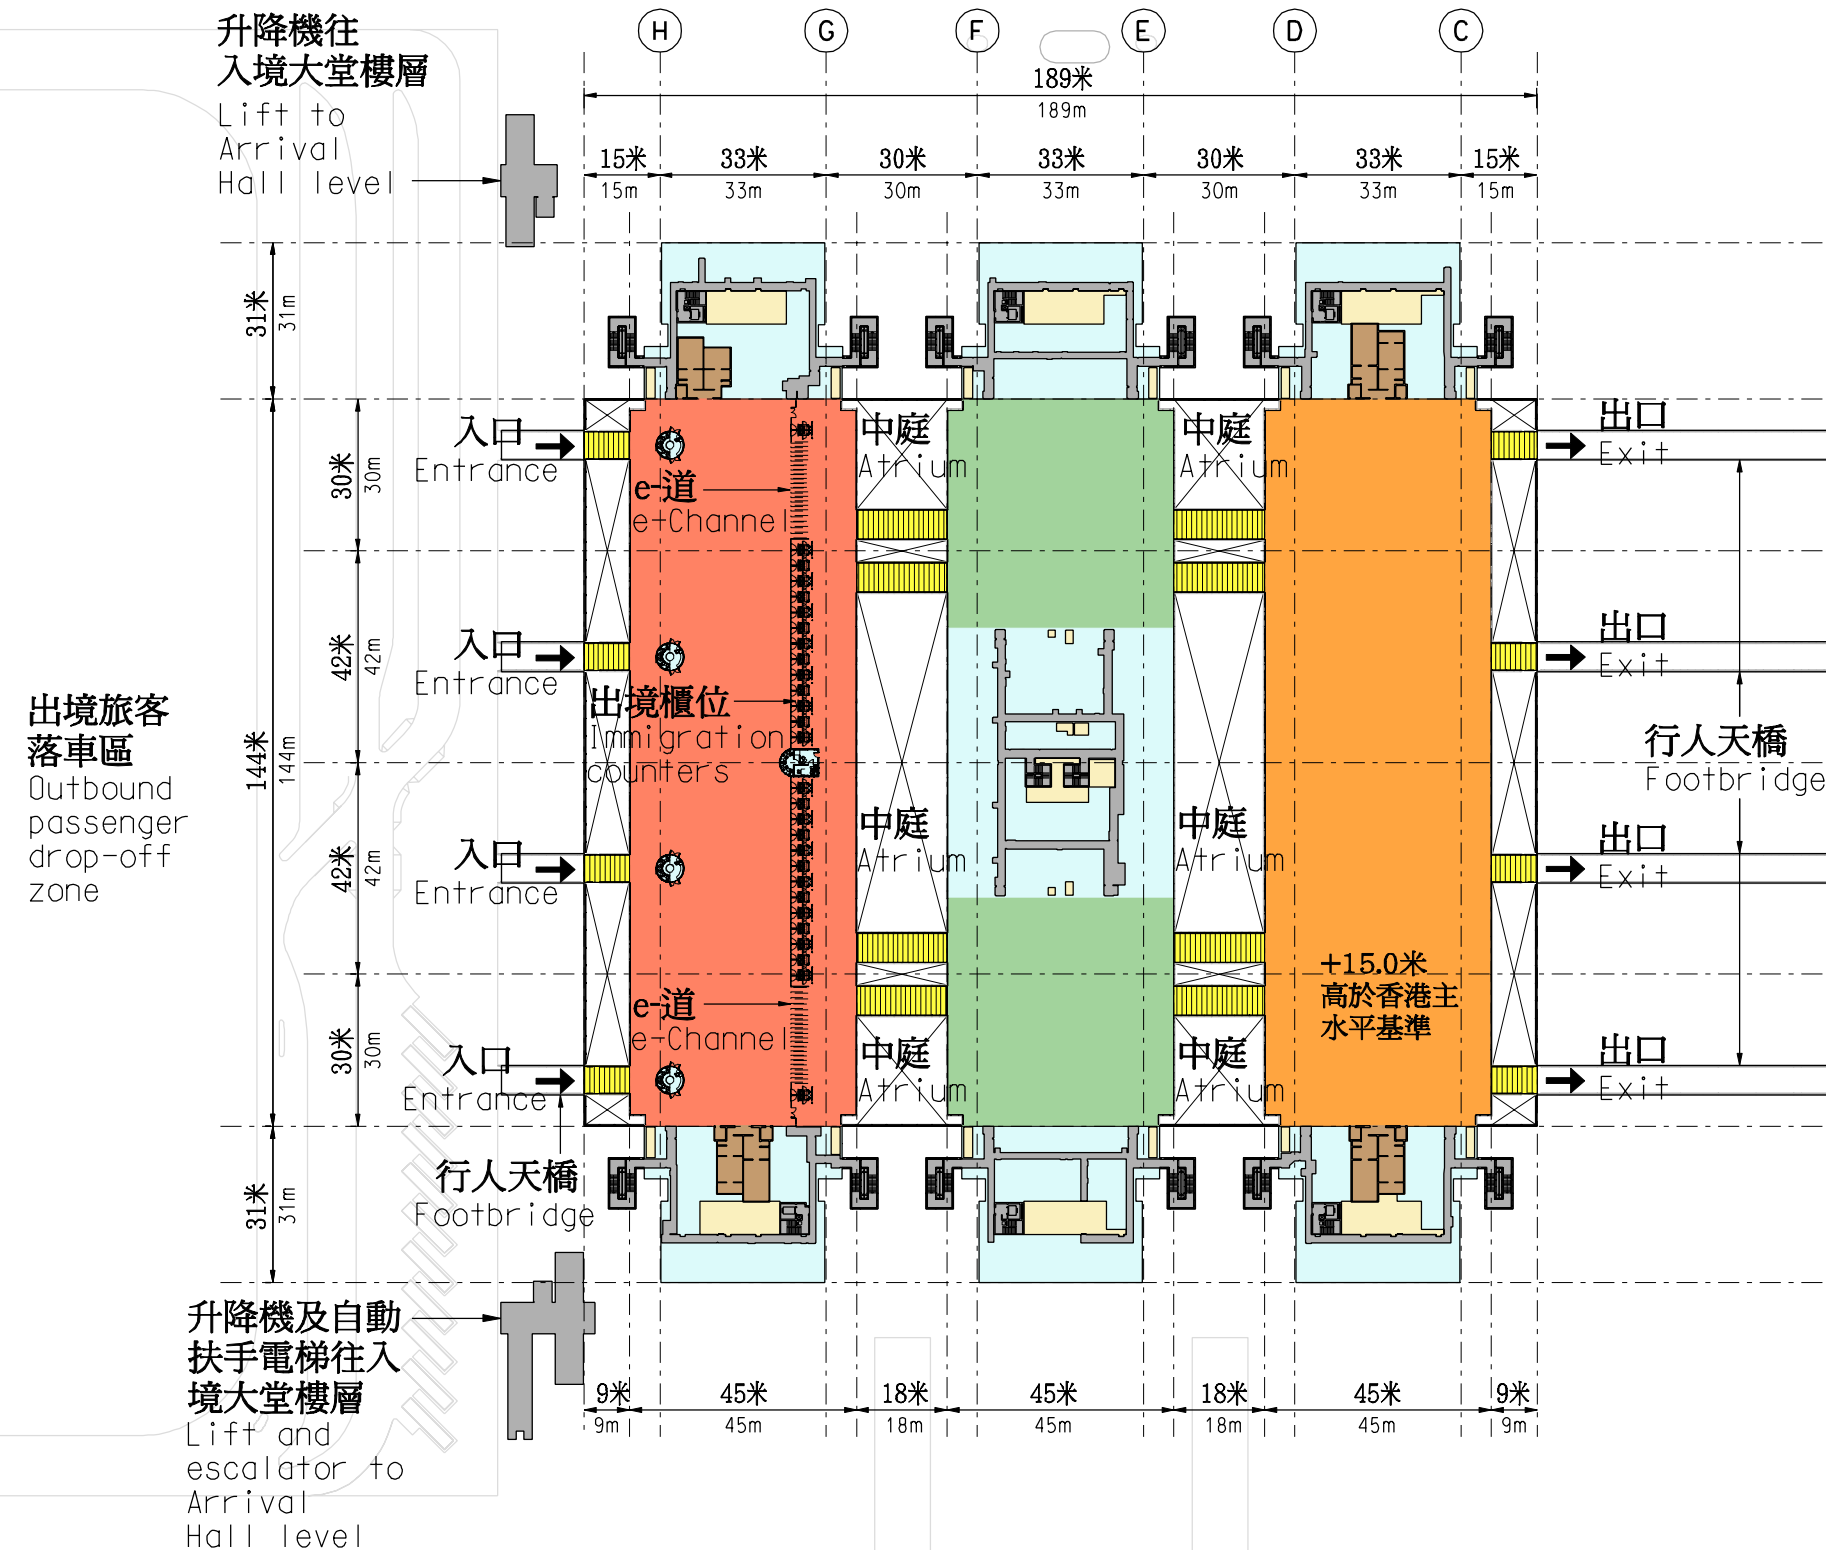 升降機往
入境大堂樓層
Lift to
Arrival
Hall level
H
G
F
E
D
C
189米
189m
15米
33米
30米
33米
30米
33米
15米
15m
33m
30m
33m
30m
33m
15m
31米
31m
144米
144m
31米
31m
30米
30m
42米
42m
42米
42m
30米
30m
入口
Entrance
入口
Entrance
入口
Entrance
入口
Entrance
e-道
e-Channel
出境櫃位
Immigration
counters
e-道
e-Channel
中庭
Atrium
中庭
Atrium
中庭
Atrium
中庭
Atrium
中庭
Atrium
中庭
Atrium
+15.0米
高於香港主
水平基準
出口
Exit
出口
Exit
出口
Exit
出口
Exit
行人天橋
Footbridge
出境旅客
落車區
Outbound
passenger
drop-off
zone
行人天橋
Footbridge
升降機及自動
扶手電梯往入
境大堂樓層
Lift and
escalator to
Arrival
Hall level
9米
45米
18米
45米
18米
45米
9米
9m
45m
18m
45m
18m
45m
9m